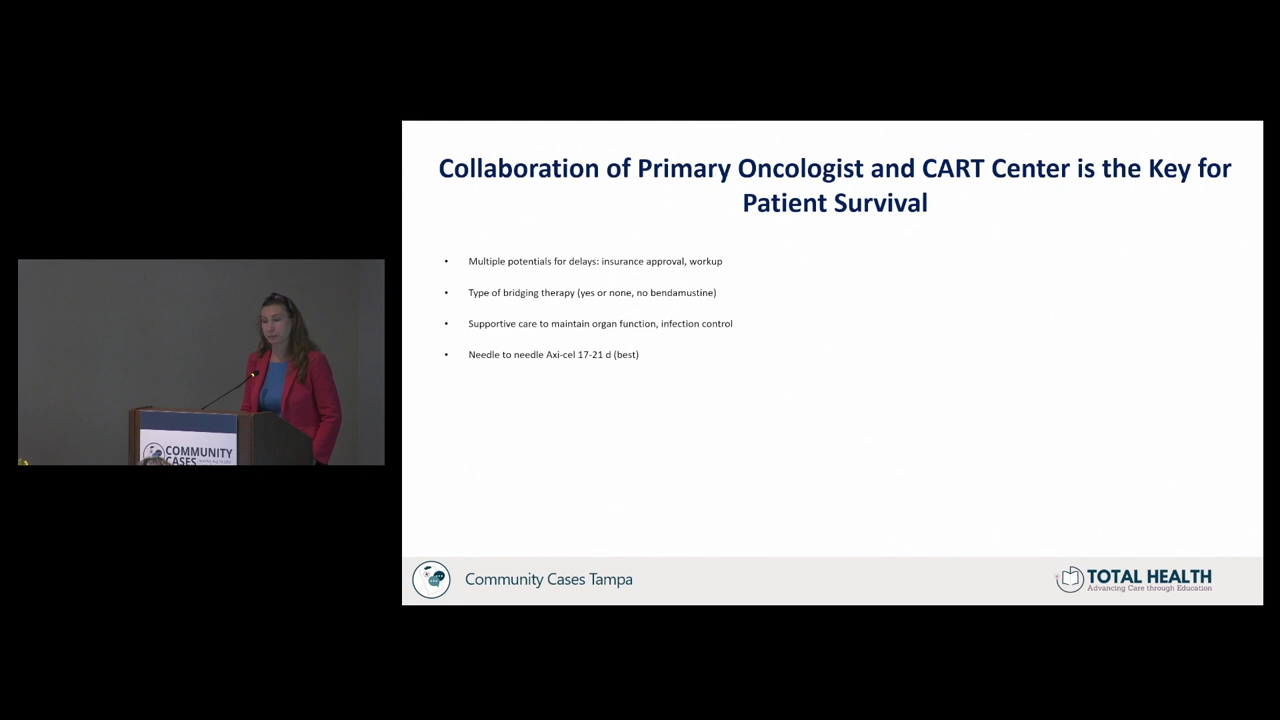 Collaboration of Primary Oncologist and CART Center is the Key for
Patient Survival
• Multiple potentials for delays: insurance approval, workup
• Type of bridging therapy (yes or none, no bendamustine)
• Supportive care to maintain organ function, infection control
• Needle to needle Axi-cel 17-21 d (best)
COMMUNITY
CASES
Community Cases Tampa
TOTAL HEALTH
Advancing Care through Education